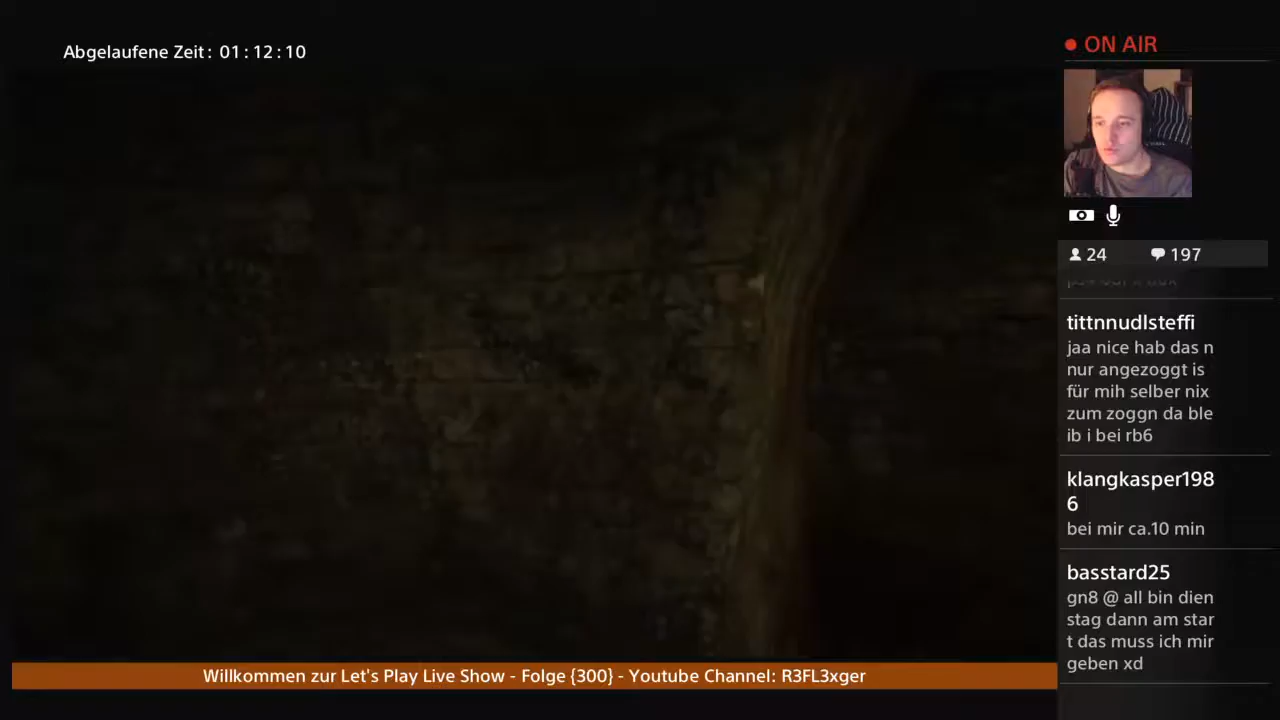 Abgelaufene Zeit: 01:12:10
ON AIR
24 197
tittnnudlsteffi
jaa nice hab das n
nur angezoggt is
für mih selber nix
zum zoggn da ble
ib i bei rb6
klangkasper198
6
bei mir ca.10 min
basstard25
gn8 @ all bin dien
stag dann am star
t das muss ich mir
geben xd
Willkommen zur Let's Play Live Show - Folge {300} - Youtube Channel: R3FL3xger